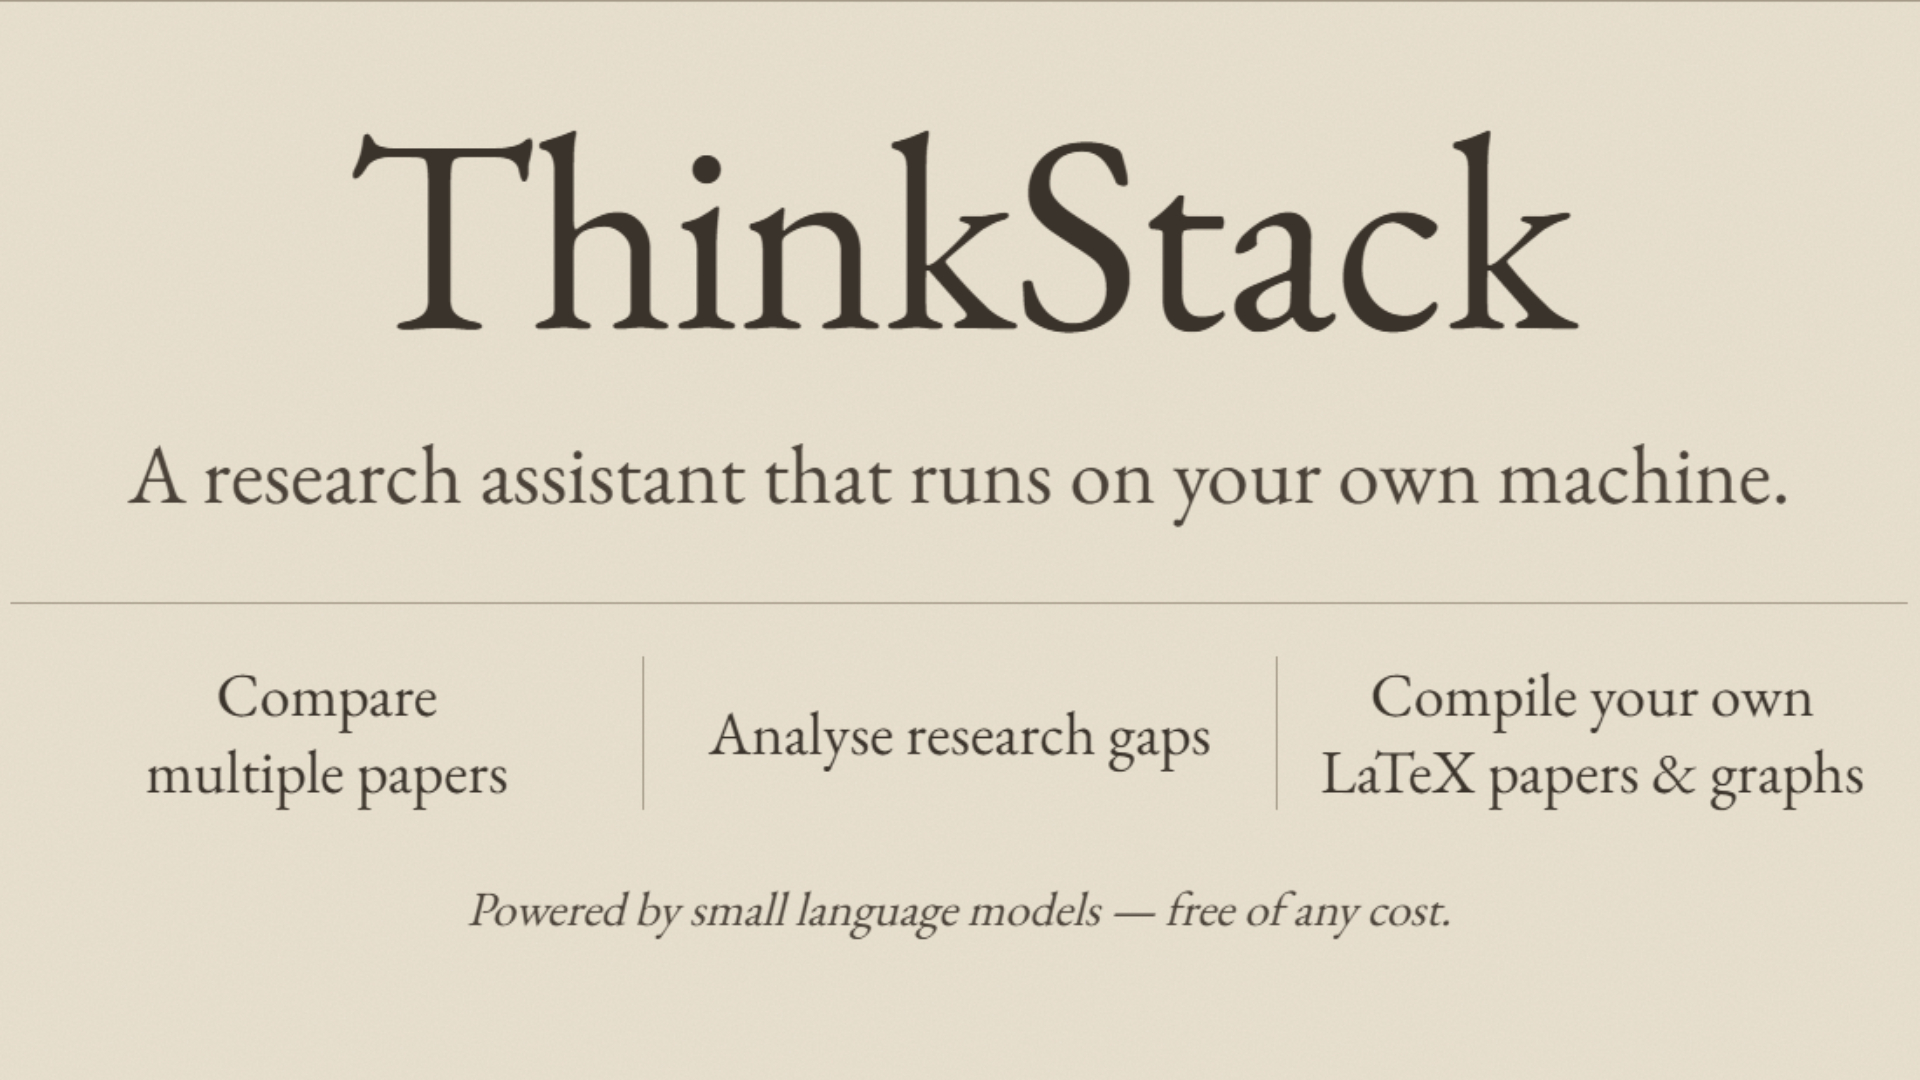 ThinkStack
A research assistant that runs on your own machine.
Compare
multiple papers
Analyse research gaps
Compile your own
LaTeX papers & graphs
Powered by small language models — free of any cost.